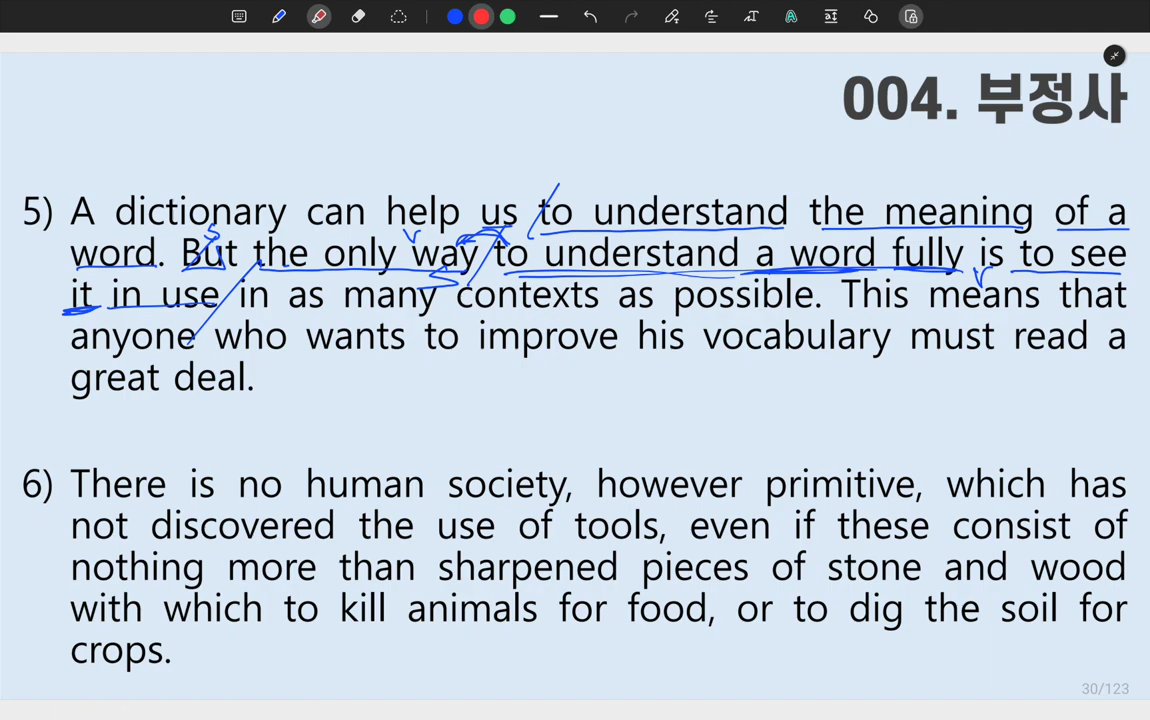 004. 부정사
5) A dictionary can help us to understand the meaning of a
word. But the only way to understand a word fully is to see
it in use in as many contexts as possible. This means that
anyone who wants to improve his vocabulary must read a
great deal.
6) There is no human society, however primitive, which has
not discovered the use of tools, even if these consist of
nothing more than sharpened pieces of stone and wood
with which to kill animals for food, or to dig the soil for
crops.
30/123